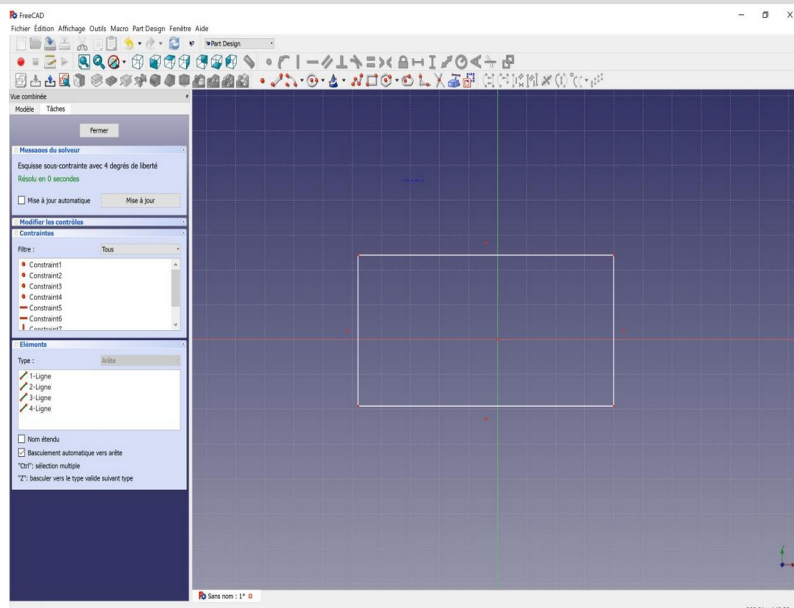 FreeCAD
Fichier Édition Affichage Outils Macro Part Design Fenêtre Aide
Part Design
Vue combinée
Modèle Tâches
Fermer
Messages du solveur
Esquisse sous-contrainte avec 4 degrés de liberté
Résolu en 0 secondes
Mise à jour automatique Mise à jour
Modifier les contrôles
Contraintes
Filtre : Tous
Constraint1
Constraint2
Constraint3
Constraint4
Constraint5
Constraint6
Constraint7
Eléments
Type : Arête
1-Ligne
2-Ligne
3-Ligne
4-Ligne
Nom étendu
Basculement automatique vers arête
"Ctrl": sélection multiple
"Z": basculer vers le type valide suivant type
Sans nom : 1*